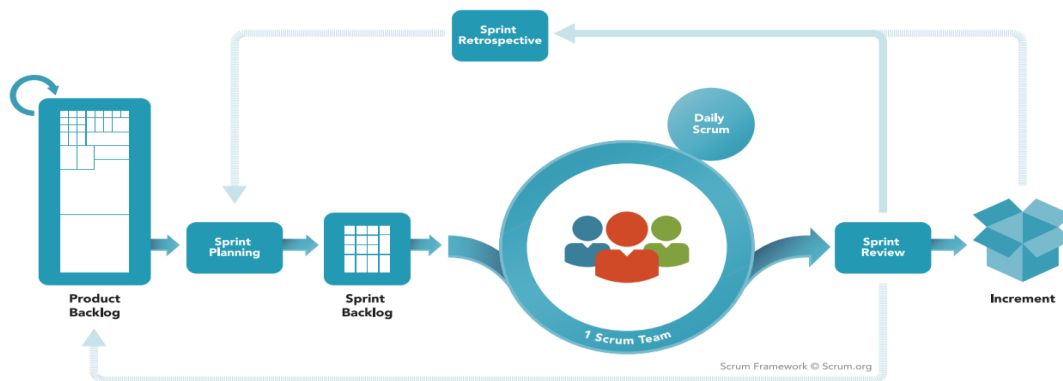 Sprint
Retrospective
Daily
Scrum
Sprint
Planning
Sprint
Review
Product
Backlog
Sprint
Backlog
1 Scrum Team
Increment
Scrum Framework © Scrum.org